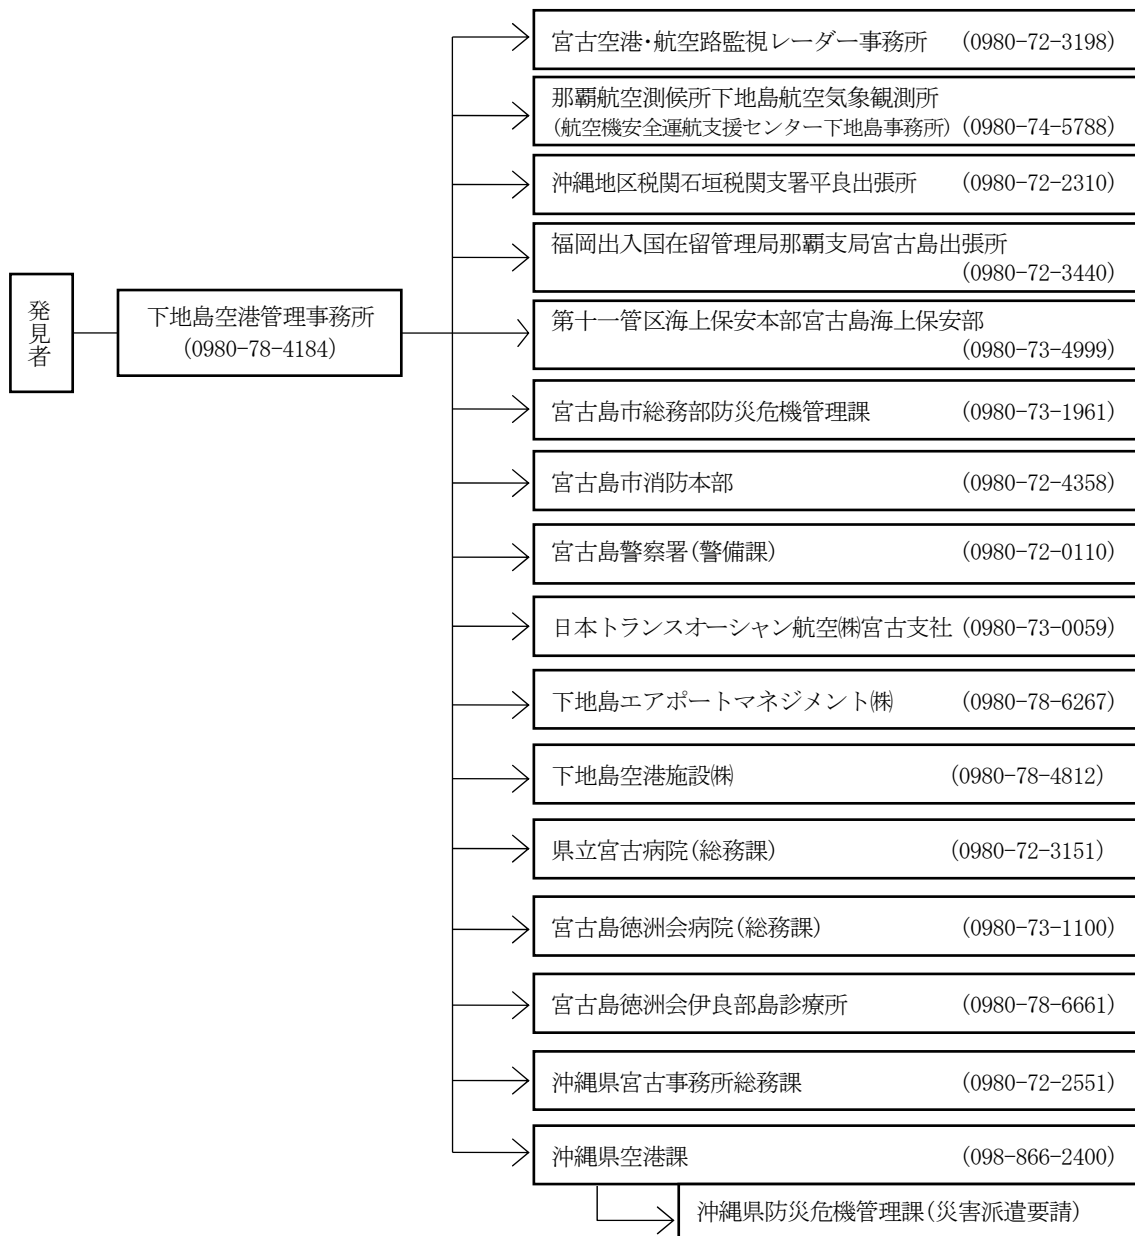 発見者
下地島空港管理事務所
(0980-78-4184)
宮古空港・航空路監視レーダー事務所 (0980-72-3198)
那覇航空測候所下地島航空気象観測所
(航空機安全運航支援センター下地島事務所) (0980-74-5788)
沖縄地区税関石垣税関支署平良出張所 (0980-72-2310)
福岡出入国在留管理局那覇支局宮古島出張所
(0980-72-3440)
第十一管区海上保安本部宮古島海上保安部
(0980-73-4999)
宮古島市総務部防災危機管理課 (0980-73-1961)
宮古島市消防本部 (0980-72-4358)
宮古島警察署(警備課) (0980-72-0110)
日本トランスオーシャン航空㈱宮古支社 (0980-73-0059)
下地島エアポートマネジメント㈱ (0980-78-6267)
下地島空港施設㈱ (0980-78-4812)
県立宮古病院(総務課) (0980-72-3151)
宮古島徳洲会病院(総務課) (0980-73-1100)
宮古島徳洲会伊良部島診療所 (0980-78-6661)
沖縄県宮古事務所総務課 (0980-72-2551)
沖縄県空港課 (098-866-2400)
沖縄県防災危機管理課(災害派遣要請)